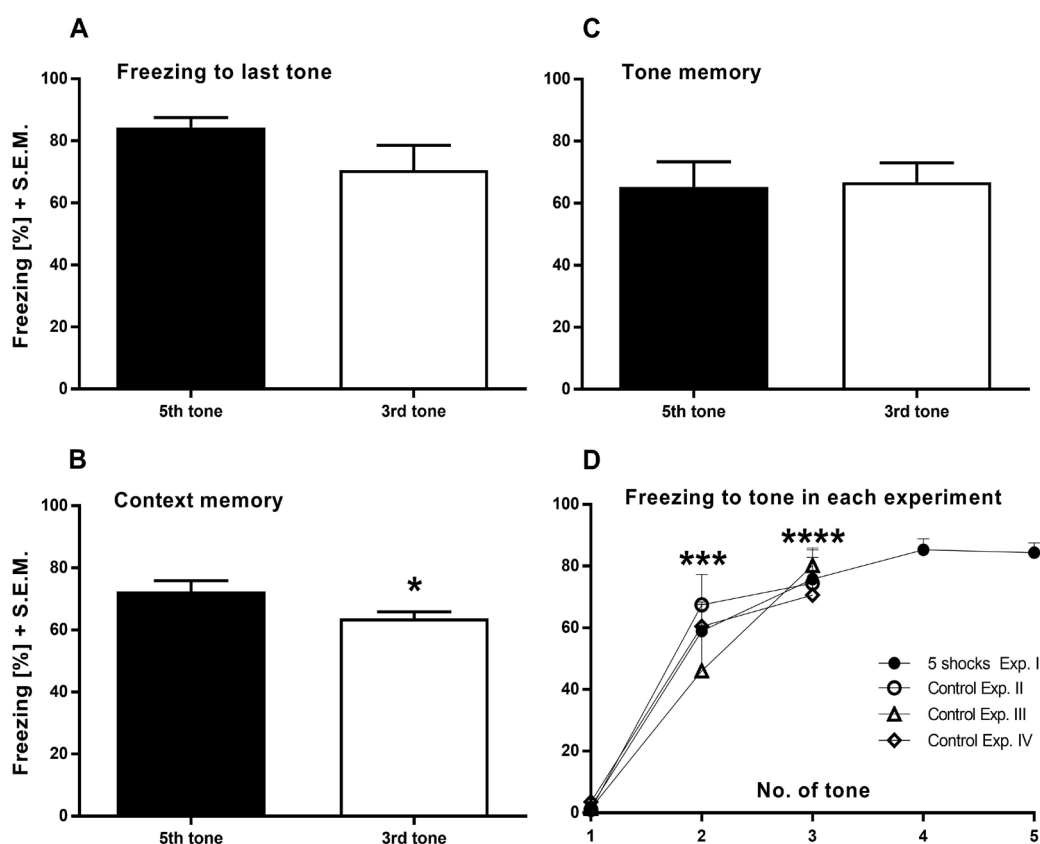 A
Freezing to last tone
Freezing [%] + S.E.M.
100
80
60
40
20
0
5th tone
3rd tone
C
Tone memory
100
80
60
40
20
0
5th tone
3rd tone
B
Context memory
Freezing [%] + S.E.M.
100
80
60
40
20
0
*
5th tone
3rd tone
D
Freezing to tone in each experiment
100
80
60
40
20
0
***
****
5 shocks Exp. I
Control Exp. II
Control Exp. III
Control Exp. IV
No. of tone
1 2 3 4 5